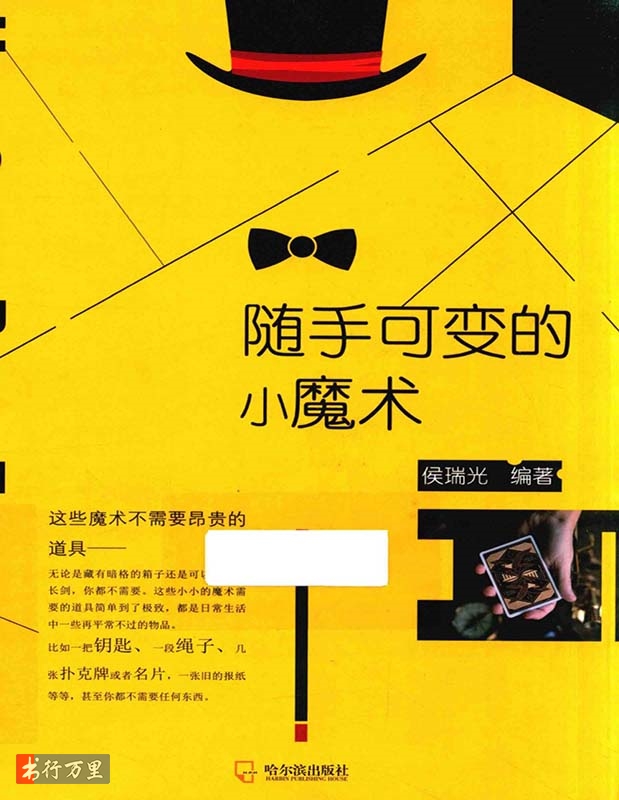 随手可变的
小魔术
侯瑞光 编著
这些魔术不需要昂贵的
道具——
无论是藏有暗格的箱子还是可
长剑，你都不需要。这些小小的魔术需
要的道具简单到了极致，都是日常生活
中一些再平常不过的物品。
比如一把钥匙、一段绳子、几
张扑克牌或者名片，一张旧的报纸
等等，甚至你都不需要任何东西。
书行万里
哈尔滨出版社
HARBIN PUBLISHING HOUSE